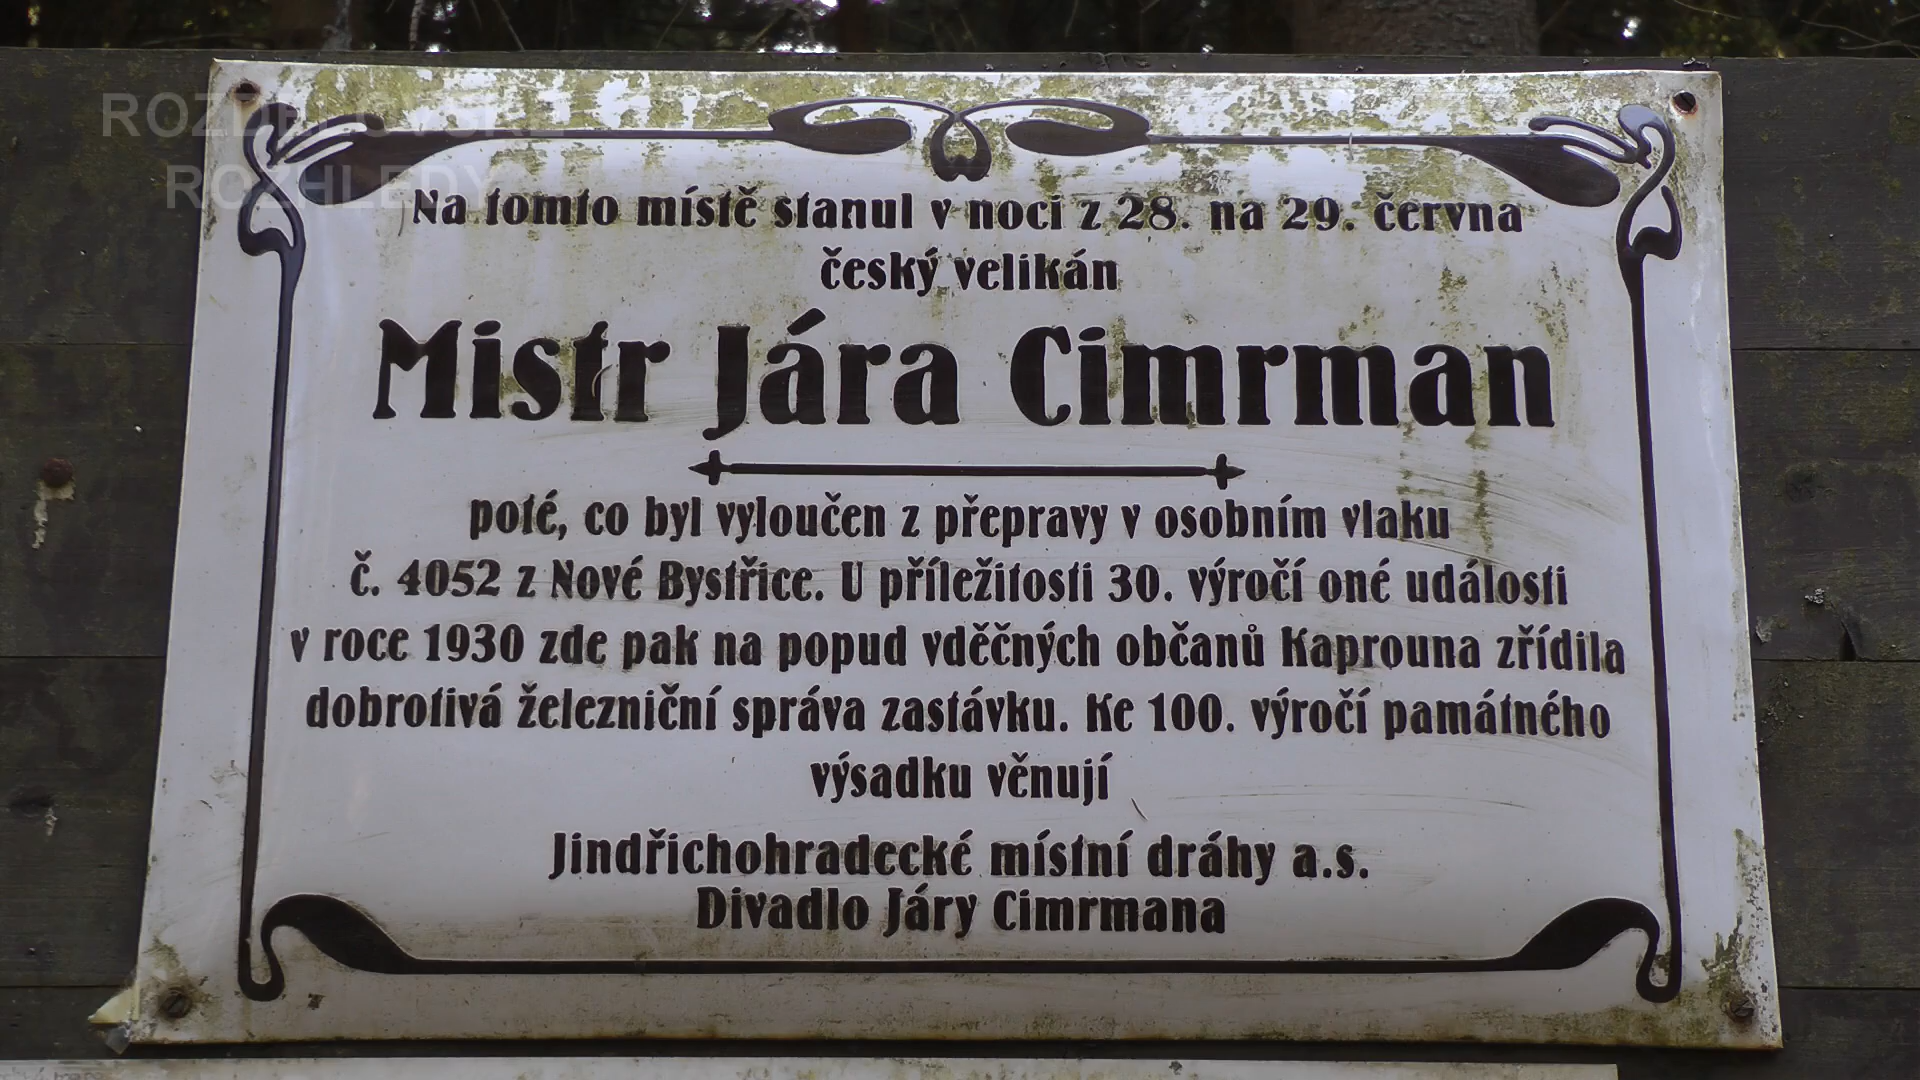 ROZDĚLOVSKÉ
ROZHLEDY
Na tomto místě stanul v noci z 28. na 29. června
český velikán
Mistr Jára Cimrman
poté, co byl vyloučen z přepravy v osobním vlaku
č. 4052 z Nové Bystřice. U příležitosti 30. výročí oné události
v roce 1930 zde pak na popud vděčných občanů Kaprouna zřídila
dobrotivá železniční správa zastávku. Ke 100. výročí památného
výsadku věnují
Jindřichohradecké místní dráhy a.s.
Divadlo Járy Cimrmana